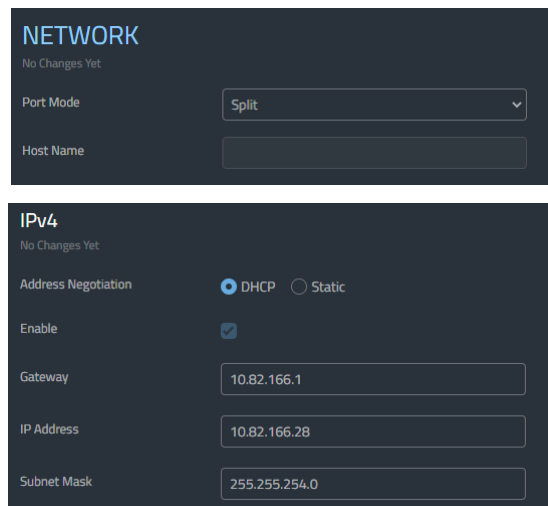 NETWORK
No Changes Yet
Port Mode Split
Host Name
IPv4
No Changes Yet
Address Negotiation DHCP Static
Enable
Gateway 10.82.166.1
IP Address 10.82.166.28
Subnet Mask 255.255.254.0